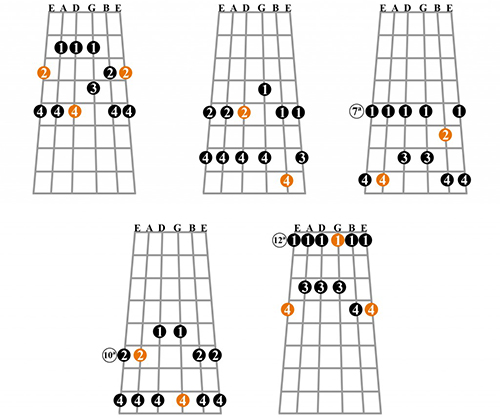 E A D G B E
1 1 1
2 2 2
3
4 4 4 4 4
E A D G B E
1
2 2 2 1 1
4 4 4 4 3
4
E A D G B E
7ª 1 1 1 1 1
2
3 3
4 4 4 4
E A D G B E
1 1
10ª 2 2 2 2
4 4 4 4 4 4
E A D G B E
12ª 1 1 1 1 1 1
3 3 3
4 4 4